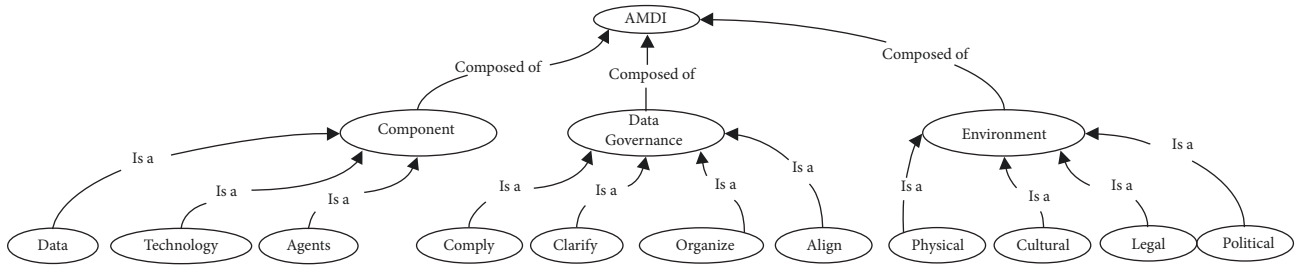 AMDI
Composed of
Composed of
Composed of
Component
Data
Governance
Environment
Is a
Is a
Is a
Is a
Is a
Is a
Is a
Is a
Is a
Is a
Is a
Data
Technology
Agents
Comply
Clarify
Organize
Align
Physical
Cultural
Legal
Political